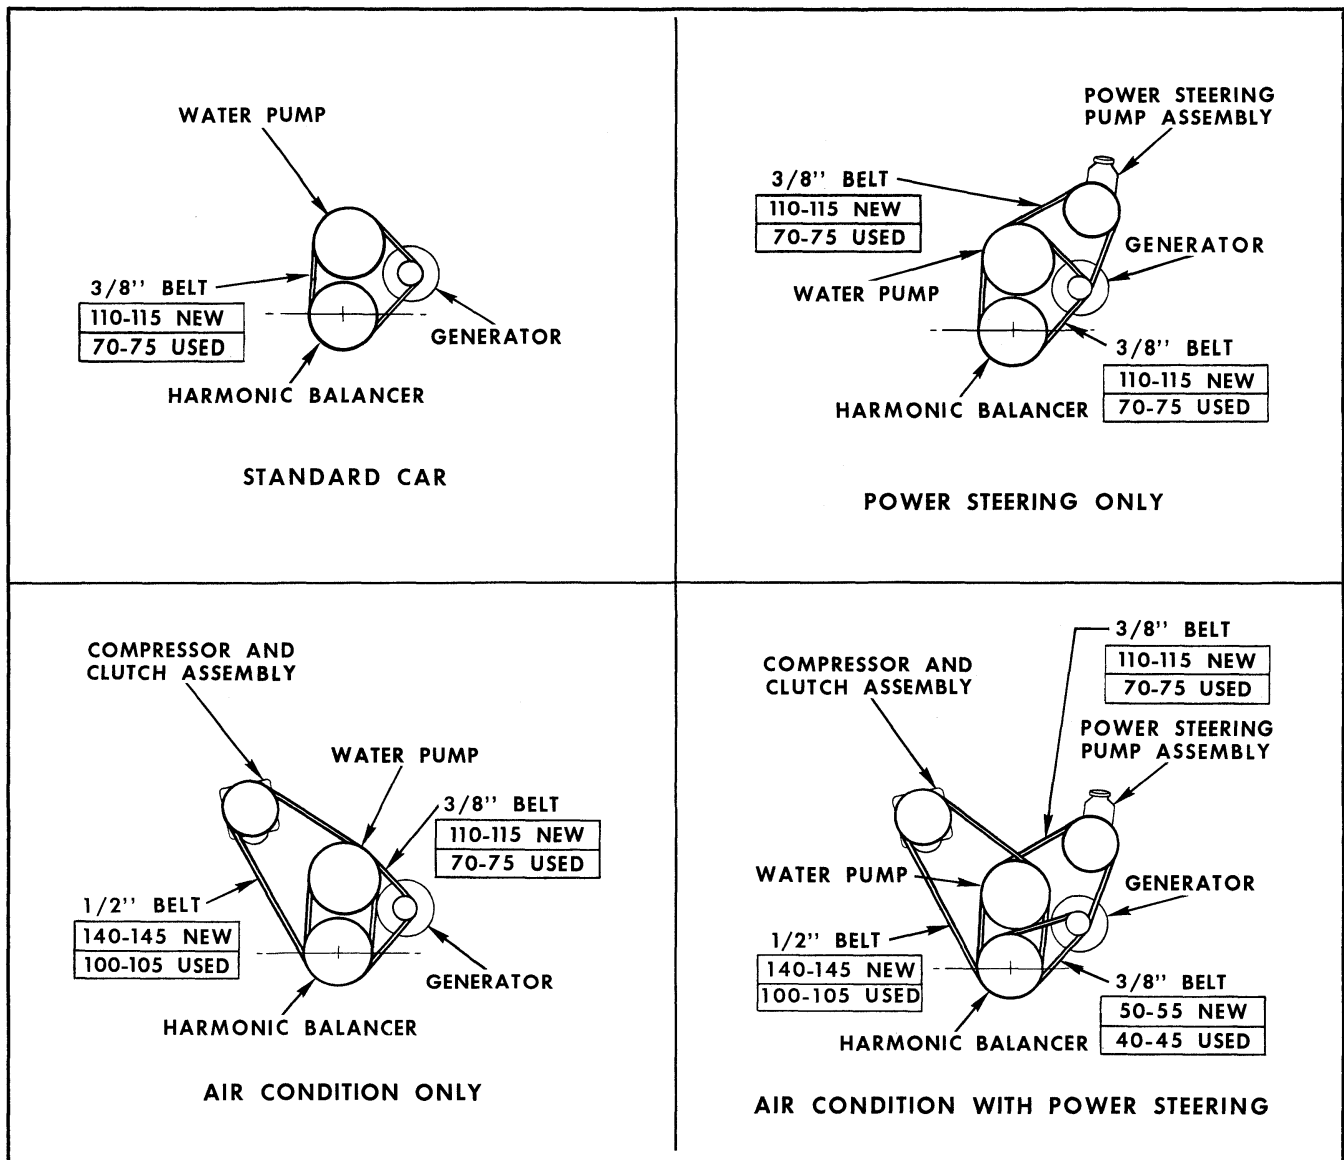 WATER PUMP
3/8'' BELT
110-115 NEW
70-75 USED
GENERATOR
HARMONIC BALANCER
STANDARD CAR
POWER STEERING
PUMP ASSEMBLY
3/8'' BELT
110-115 NEW
70-75 USED
GENERATOR
WATER PUMP
3/8'' BELT
110-115 NEW
70-75 USED
HARMONIC BALANCER
POWER STEERING ONLY
COMPRESSOR AND
CLUTCH ASSEMBLY
WATER PUMP
3/8'' BELT
110-115 NEW
70-75 USED
1/2'' BELT
140-145 NEW
100-105 USED
GENERATOR
HARMONIC BALANCER
AIR CONDITION ONLY
3/8'' BELT
110-115 NEW
70-75 USED
COMPRESSOR AND
CLUTCH ASSEMBLY
POWER STEERING
PUMP ASSEMBLY
WATER PUMP
GENERATOR
1/2'' BELT
140-145 NEW
100-105 USED
3/8'' BELT
50-55 NEW
40-45 USED
HARMONIC BALANCER
AIR CONDITION WITH POWER STEERING